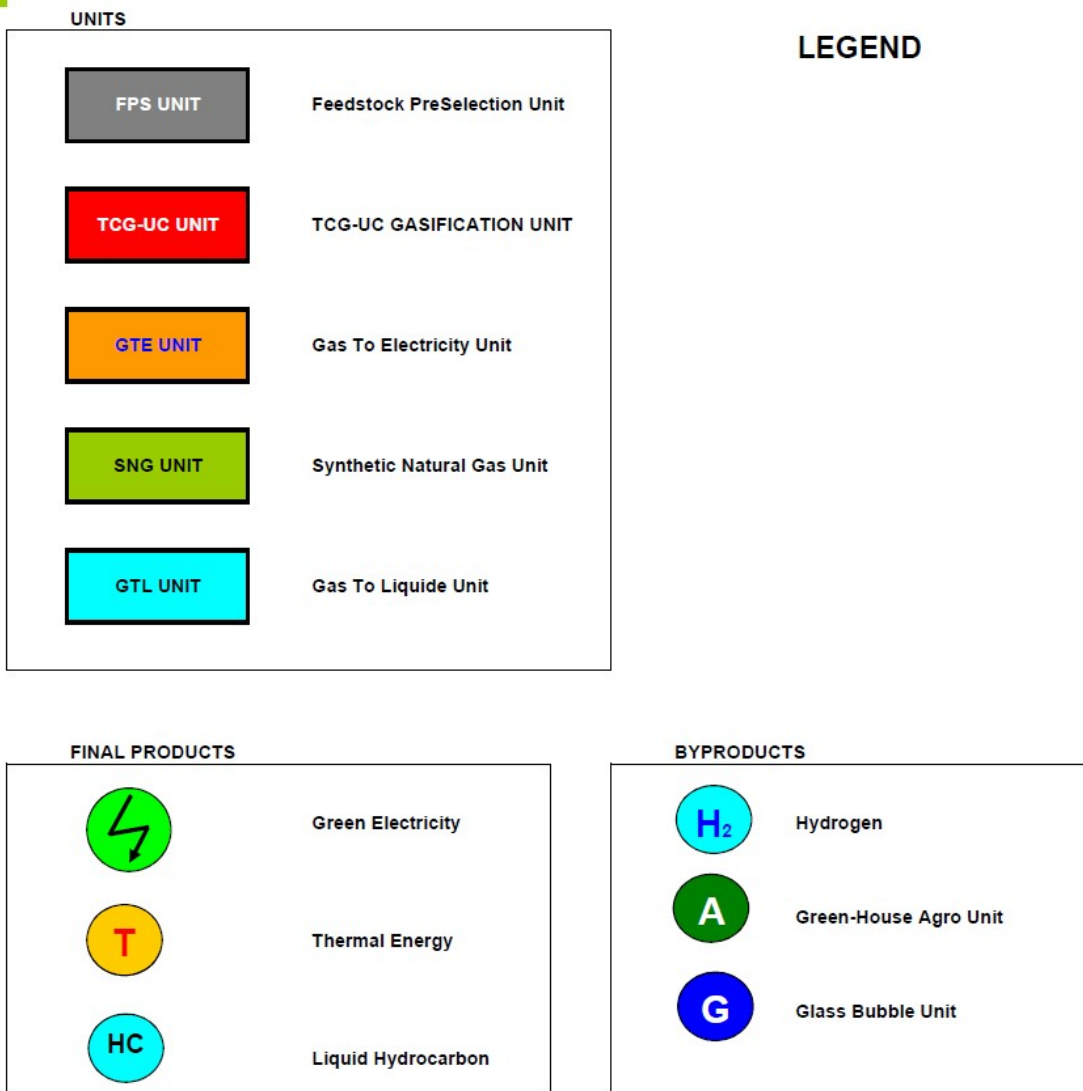 UNITS
LEGEND
FPS UNIT Feedstock PreSelection Unit
TCG-UC UNIT TCG-UC GASIFICATION UNIT
GTE UNIT Gas To Electricity Unit
SNG UNIT Synthetic Natural Gas Unit
GTL UNIT Gas To Liquide Unit
FINAL PRODUCTS
Green Electricity
T Thermal Energy
HC Liquid Hydrocarbon
BYPRODUCTS
H₂ Hydrogen
A Green-House Agro Unit
G Glass Bubble Unit